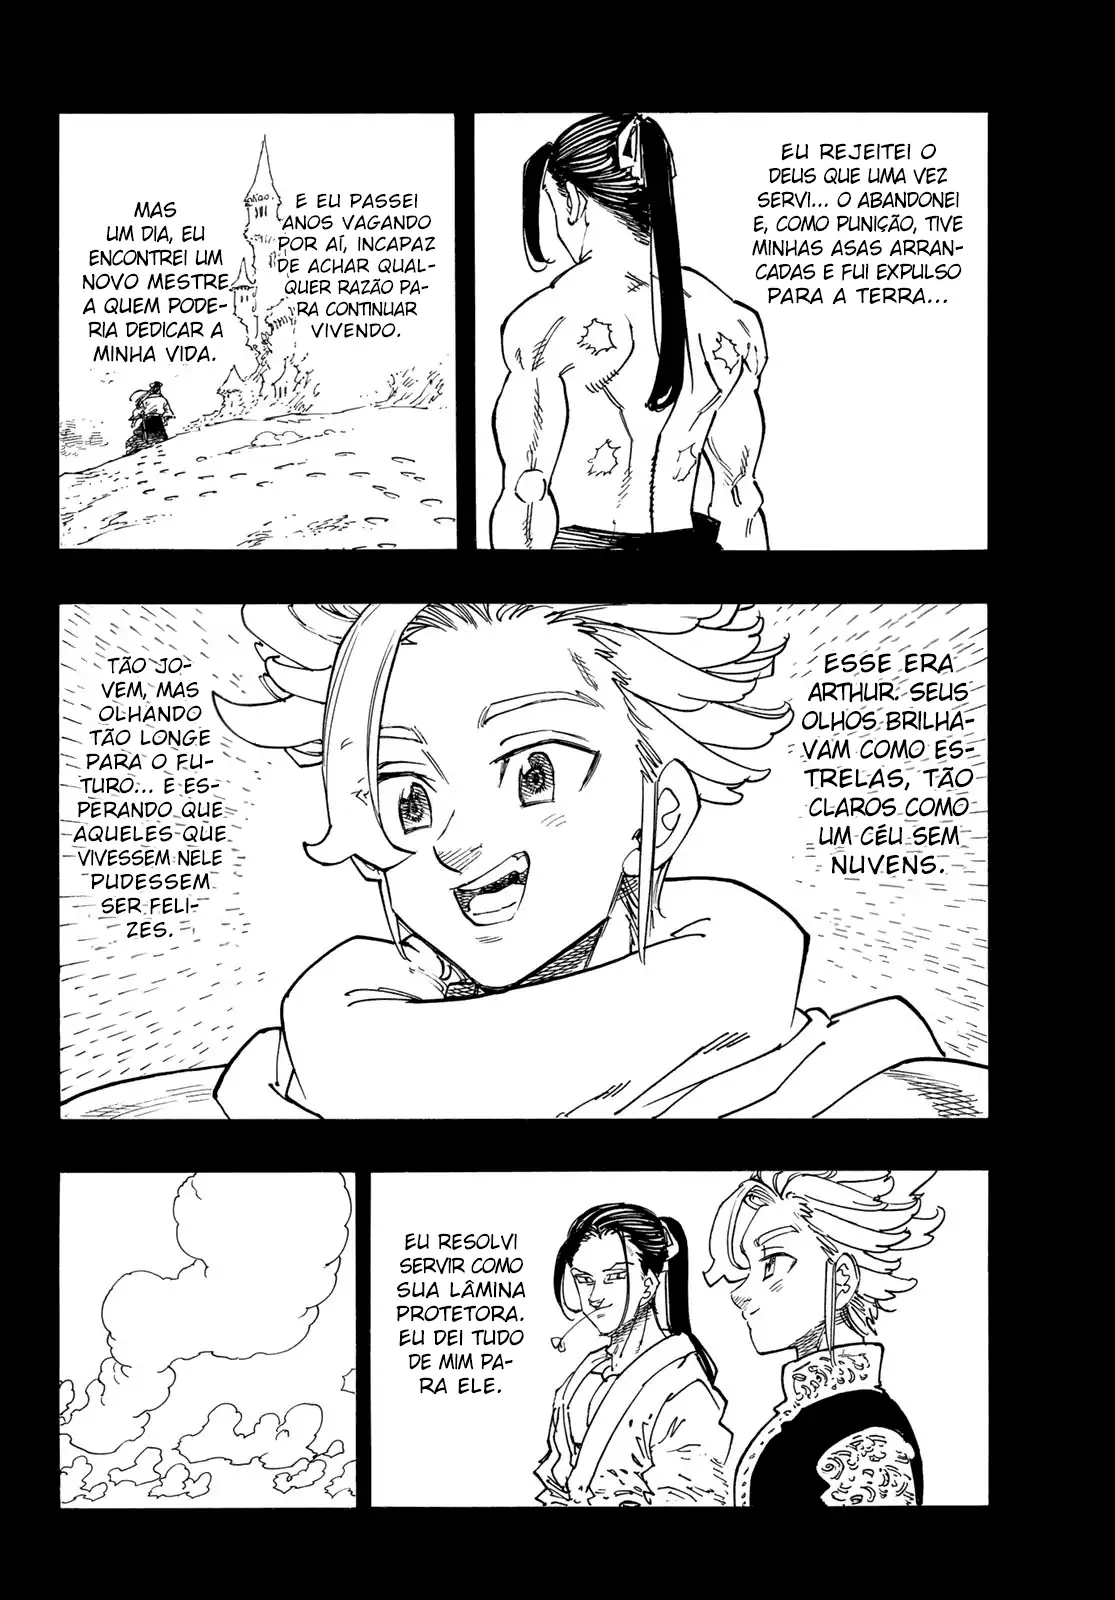 EU REJEITEI O
DEUS QUE UMA VEZ
SERVI... O ABANDONEI
E, COMO PUNIÇÃO, TIVE
MINHAS ASAS ARRAN-
CADAS E FUI EXPULSO
PARA A TERRA...
E EU PASSEI
ANOS VAGANDO
POR AÍ, INCAPAZ
DE ACHAR QUAL-
QUER RAZÃO PA-
RA CONTINUAR
VIVENDO.
MAS
UM DIA, EU
ENCONTREI UM
NOVO MESTRE
A QUEM PODE-
RIA DEDICAR A
MINHA VIDA.
ESSE ERA
ARTHUR. SEUS
OLHOS BRILHA-
VAM COMO ES-
TRELAS, TÃO
CLAROS COMO
UM CÉU SEM
NUVENS.
TÃO JO-
VEM, MAS
OLHANDO
TÃO LONGE
PARA O FU-
TURO... E ES-
PERANDO QUE
AQUELES QUE
VIVESSEM NELE
PUDESSEM
SER FELI-
ZES.
EU RESOLVI
SERVIR COMO
SUA LÂMINA
PROTETORA.
EU DEI TUDO
DE MIM PA-
RA ELE.